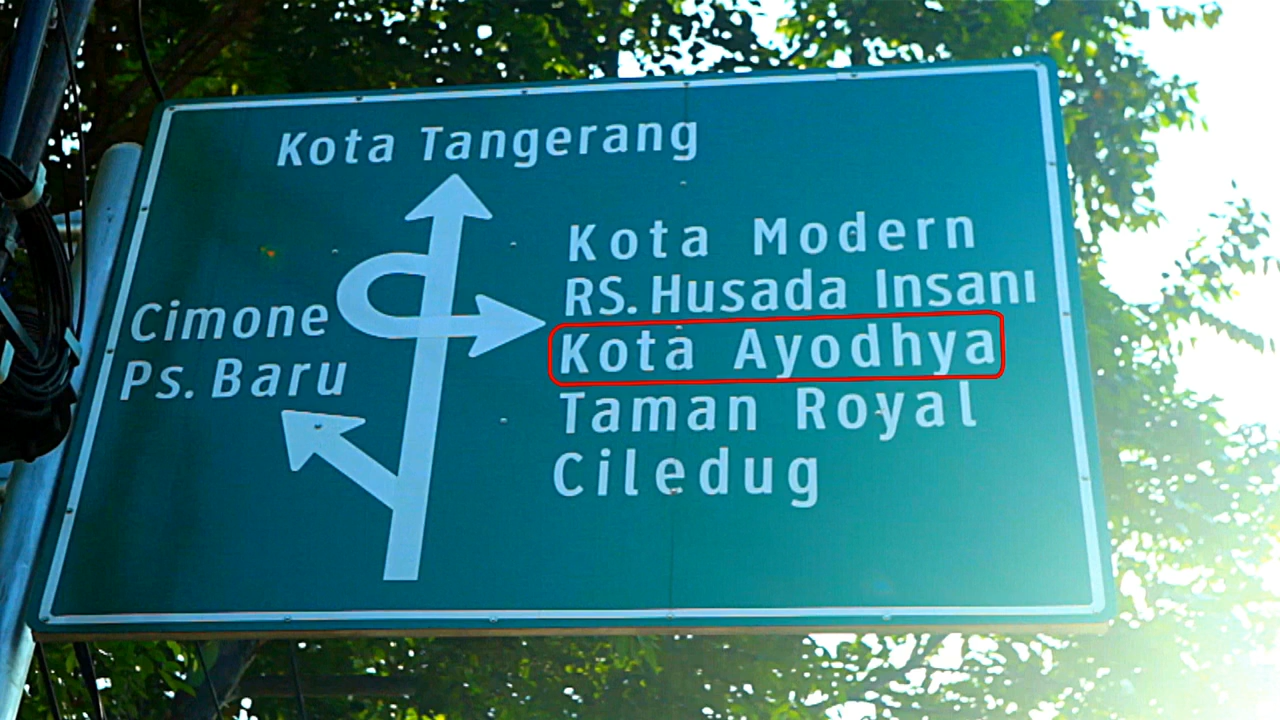 Kota Tangerang
Cimone
Ps. Baru
Kota Modern
RS. Husada Insani
Kota Ayodhya
Taman Royal
Ciledug